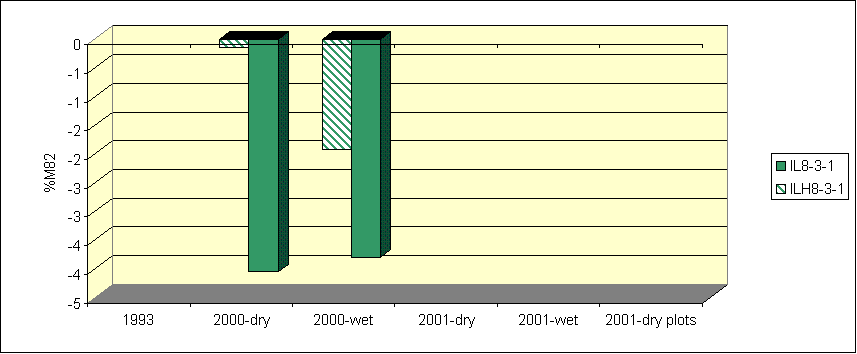 0
-1
-1
-2
-2
-3
-3
-4
-4
-5
%M82
1993
2000-dry
2000-wet
2001-dry
2001-wet
2001-dry plots
IL8-3-1
ILH8-3-1